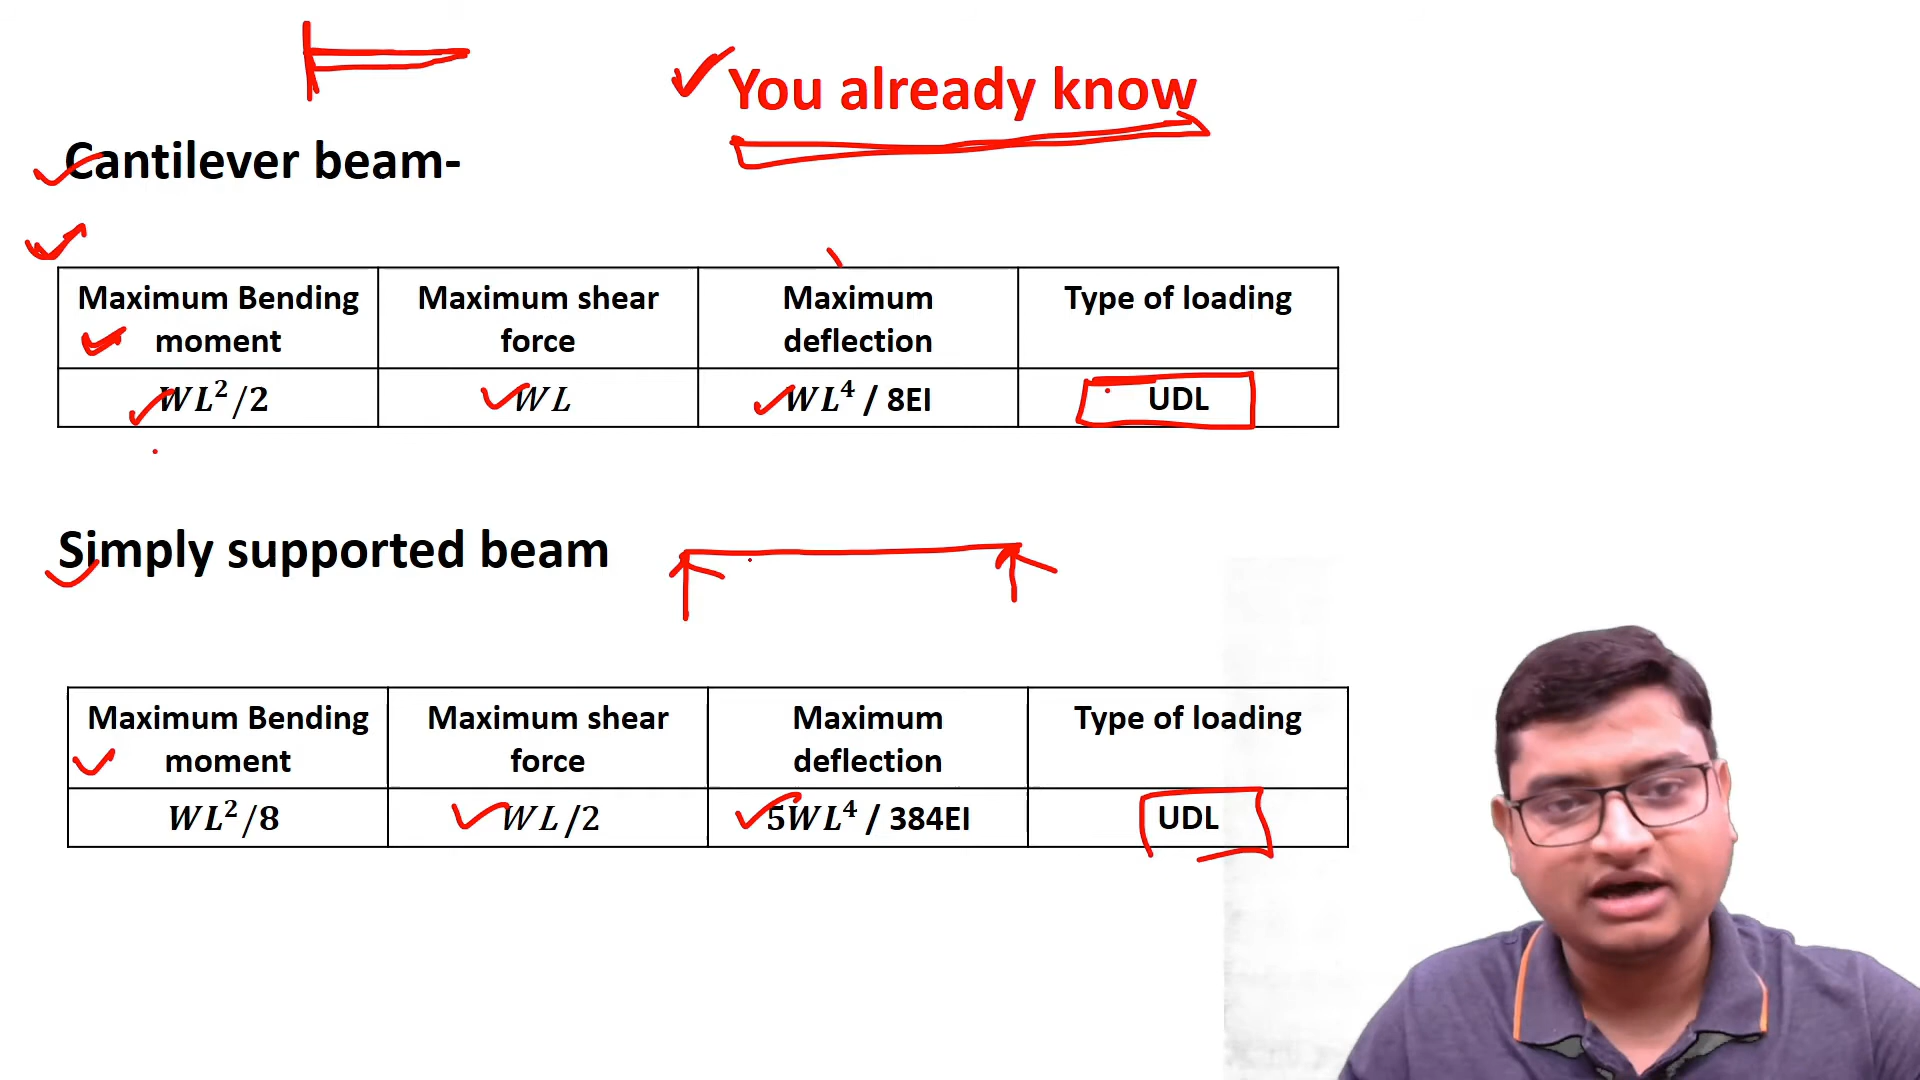 You already know
Cantilever beam-
Maximum Bending moment | Maximum shear force | Maximum deflection | Type of loading
WL²/2 | WL | WL⁴ / 8EI | UDL
Simply supported beam
Maximum Bending moment | Maximum shear force | Maximum deflection | Type of loading
WL²/8 | WL/2 | 5WL⁴ / 384EI | UDL